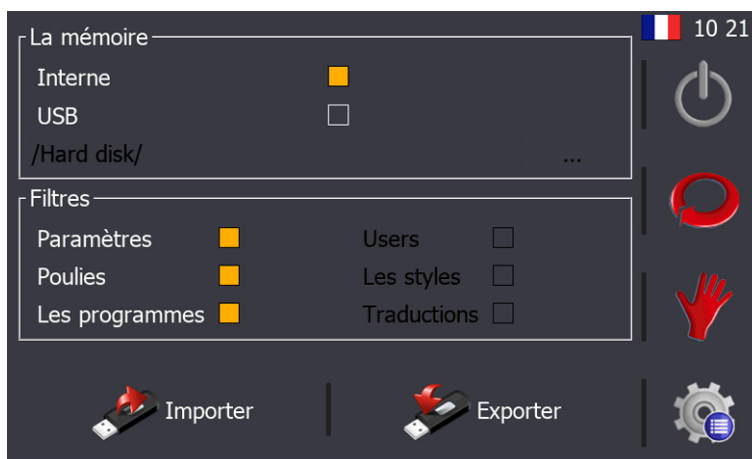 La mémoire
10 21
Interne
USB
/Hard disk/ ...
Filtres
Paramètres Users
Poulies Les styles
Les programmes Traductions
Importer Exporter